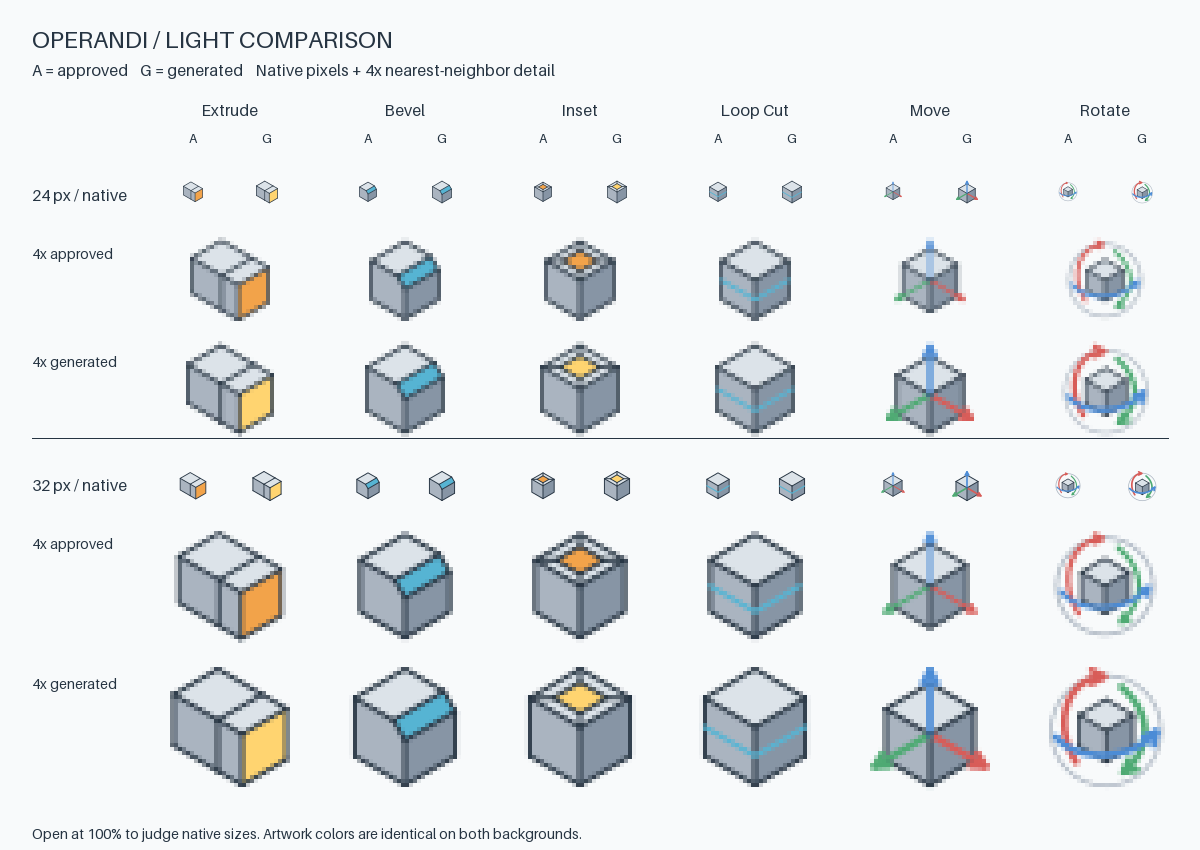 OPERANDI / LIGHT COMPARISON
A = approved G = generated Native pixels + 4x nearest-neighbor detail
Extrude Bevel Inset Loop Cut Move Rotate
A G A G A G A G A G A G
24 px / native
4x approved
4x generated
32 px / native
4x approved
4x generated
Open at 100% to judge native sizes. Artwork colors are identical on both backgrounds.